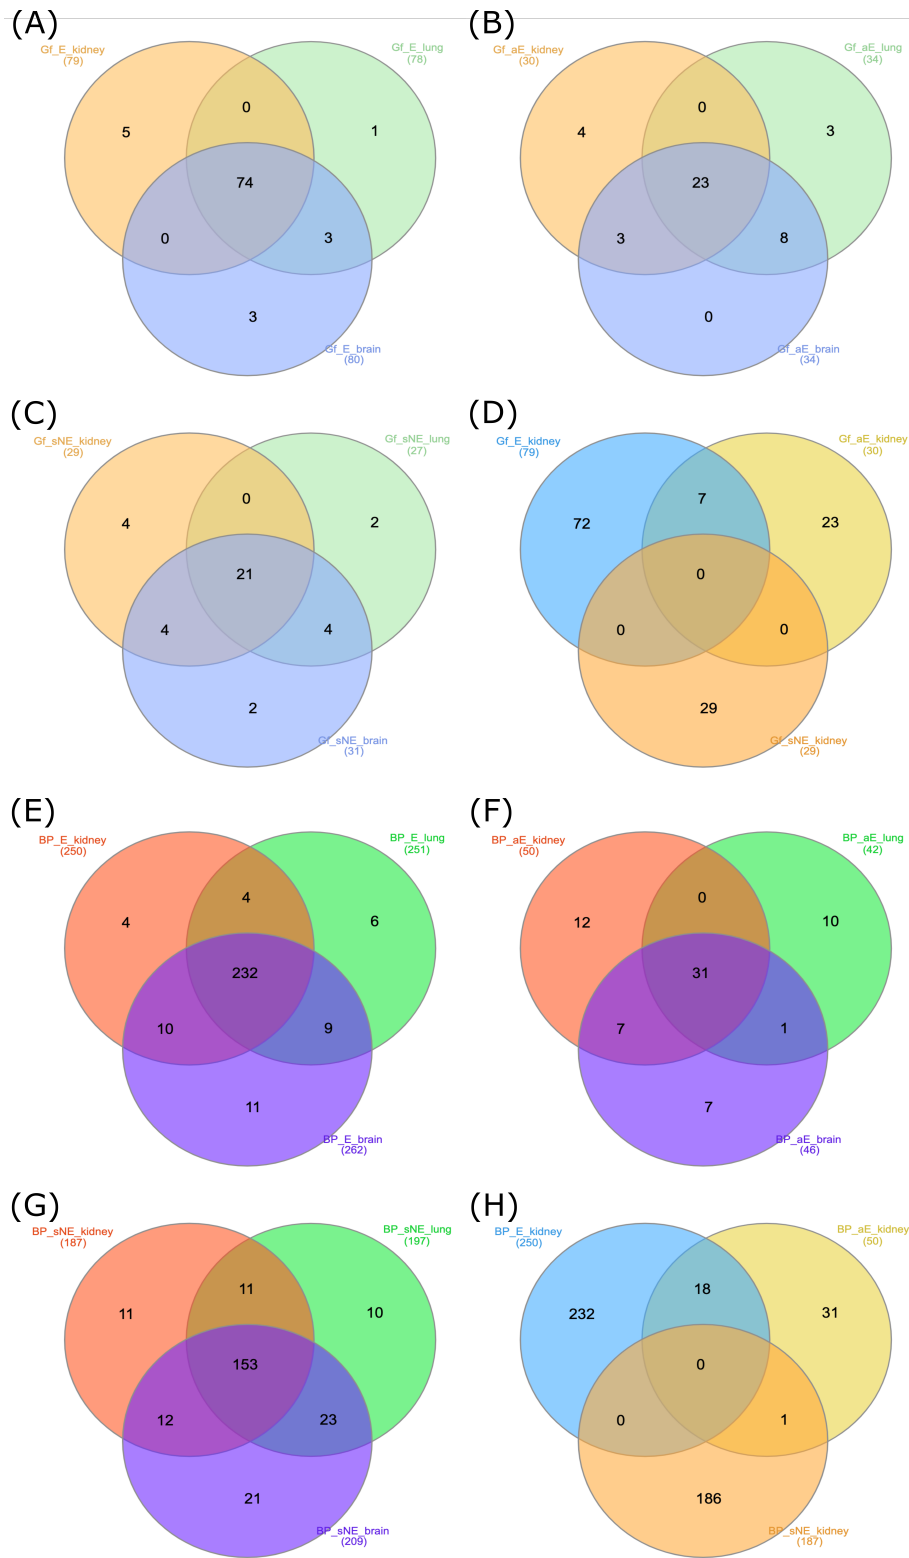 (A)
Gf_E_kidney
(79)
Gf_E_lung
(78)
0
5
1
74
0
3
3
Gf_E_brain
(80)
(B)
Gf_aE_kidney
(30)
Gf_aE_lung
(34)
0
4
3
23
3
8
0
Gf_aE_brain
(34)
(C)
Gf_sNE_kidney
(29)
Gf_sNE_lung
(27)
0
4
2
21
4
4
2
Gf_sNE_brain
(31)
(D)
Gf_E_kidney
(79)
Gf_aE_kidney
(30)
7
72
23
0
0
0
29
Gf_sNE_kidney
(29)
(E)
BP_E_kidney
(250)
BP_E_lung
(251)
4
4
6
232
10
9
11
BP_E_brain
(262)
(F)
BP_aE_kidney
(50)
BP_aE_lung
(42)
0
12
10
31
7
1
7
BP_aE_brain
(46)
(G)
BP_sNE_kidney
(187)
BP_sNE_lung
(197)
11
11
10
153
12
23
21
BP_sNE_brain
(209)
(H)
BP_E_kidney
(250)
BP_aE_kidney
(50)
18
232
31
0
0
1
186
BP_sNE_kidney
(187)